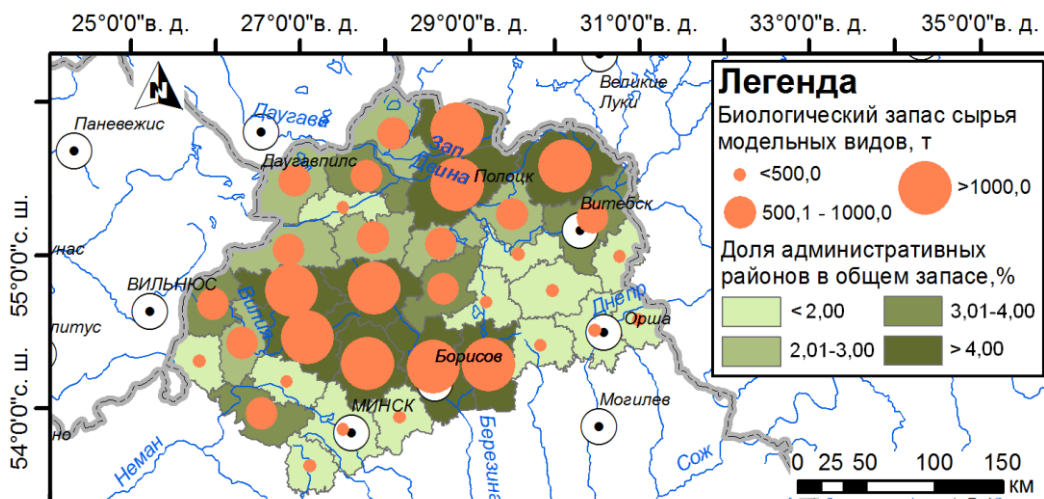 25°0'0"в. д.
27°0'0"в. д.
29°0'0"в. д.
31°0'0"в. д.
33°0'0"в. д.
35°0'0"в. д.
N
Великие
Луки
Паневежис
Даугава
Даугавпилс
Зап.
Двина
Полоцк
Витебск
55°0'0"с. ш.
унас
ВИЛЬНЮС
Вилия
Днепр
Орша
литус
Борисов
54°0'0"с. ш.
МИНСК
Могилев
но
Неман
Березина
Сож
Легенда
Биологический запас сырья
модельных видов, т
<500,0
>1000,0
500,1 - 1000,0
Доля административных
районов в общем запасе,%
< 2,00
3,01-4,00
2,01-3,00
> 4,00
0 25 50 100 150
КМ